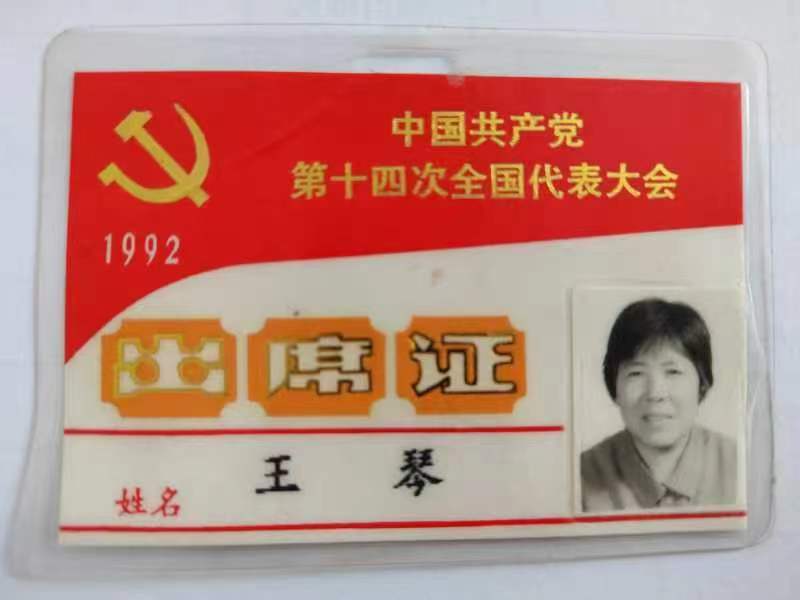 中国共产党
第十四次全国代表大会
1992
出席证
姓名 王琴